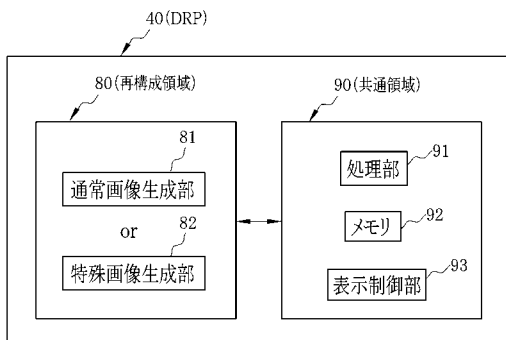 40(DRP)
80(再構成領域)
90(共通領域)
81
通常画像生成部
or
82
特殊画像生成部
91
処理部
92
メモリ
93
表示制御部